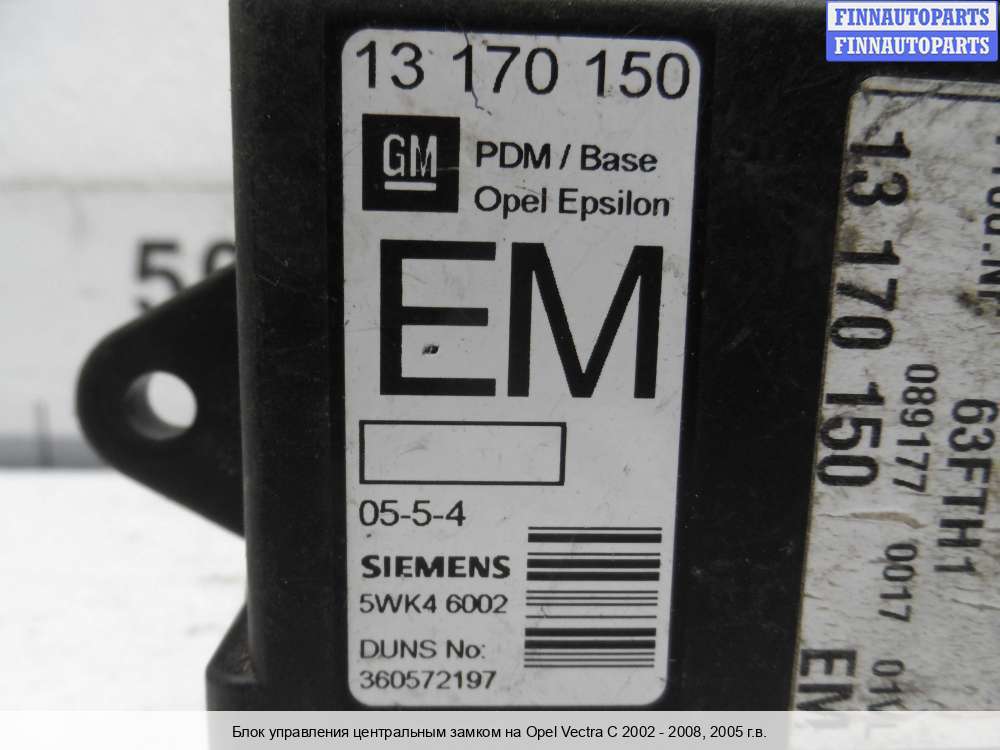 FINNAUTOPARTS
FINNAUTOPARTS
13 170 150
GM
PDM / Base
Opel Epsilon
EM
05-5-4
SIEMENS
5WK4 6002
DUNS No:
360572197
13 170 150
63FTH1
089177 0017
EM
Блок управления центральным замком на Opel Vectra C 2002 - 2008, 2005 г.в.